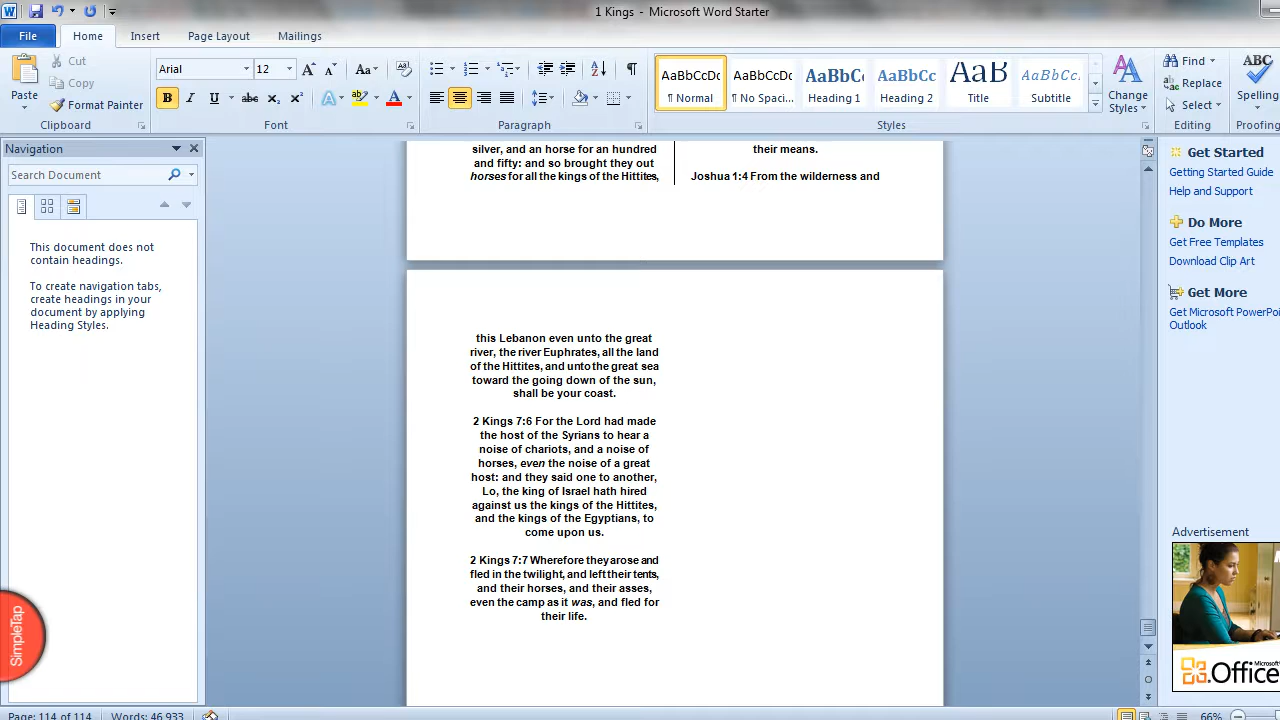 1 Kings - Microsoft Word Starter
File Home Insert Page Layout Mailings
Paste
Cut
Copy
Format Painter
Clipboard
Arial 12
Font
Paragraph
AaBbCcDc AaBbCcDc AaBbCc AaBbCc AaB AaBbCc.
¶ Normal ¶ No Spaci... Heading 1 Heading 2 Title Subtitle
Change
Styles
Styles
Find
Replace
Select
Editing
Spelling
Proofing
Navigation
Search Document
This document does not
contain headings.
To create navigation tabs,
create headings in your
document by applying
Heading Styles.
silver, and an horse for an hundred
and fifty: and so brought they out
horses for all the kings of the Hittites,
their means.
Joshua 1:4 From the wilderness and
this Lebanon even unto the great
river, the river Euphrates, all the land
of the Hittites, and unto the great sea
toward the going down of the sun,
shall be your coast.
2 Kings 7:6 For the Lord had made
the host of the Syrians to hear a
noise of chariots, and a noise of
horses, even the noise of a great
host: and they said one to another,
Lo, the king of Israel hath hired
against us the kings of the Hittites,
and the kings of the Egyptians, to
come upon us.
2 Kings 7:7 Wherefore they arose and
fled in the twilight, and left their tents,
and their horses, and their asses,
even the camp as it was, and fled for
their life.
Get Started
Getting Started Guide
Help and Support
Do More
Get Free Templates
Download Clip Art
Get More
Get Microsoft PowerPoi
Outlook
Advertisement
Microsoft
Office
SimpleTap
Page: 114 of 114 Words: 46,933 66%